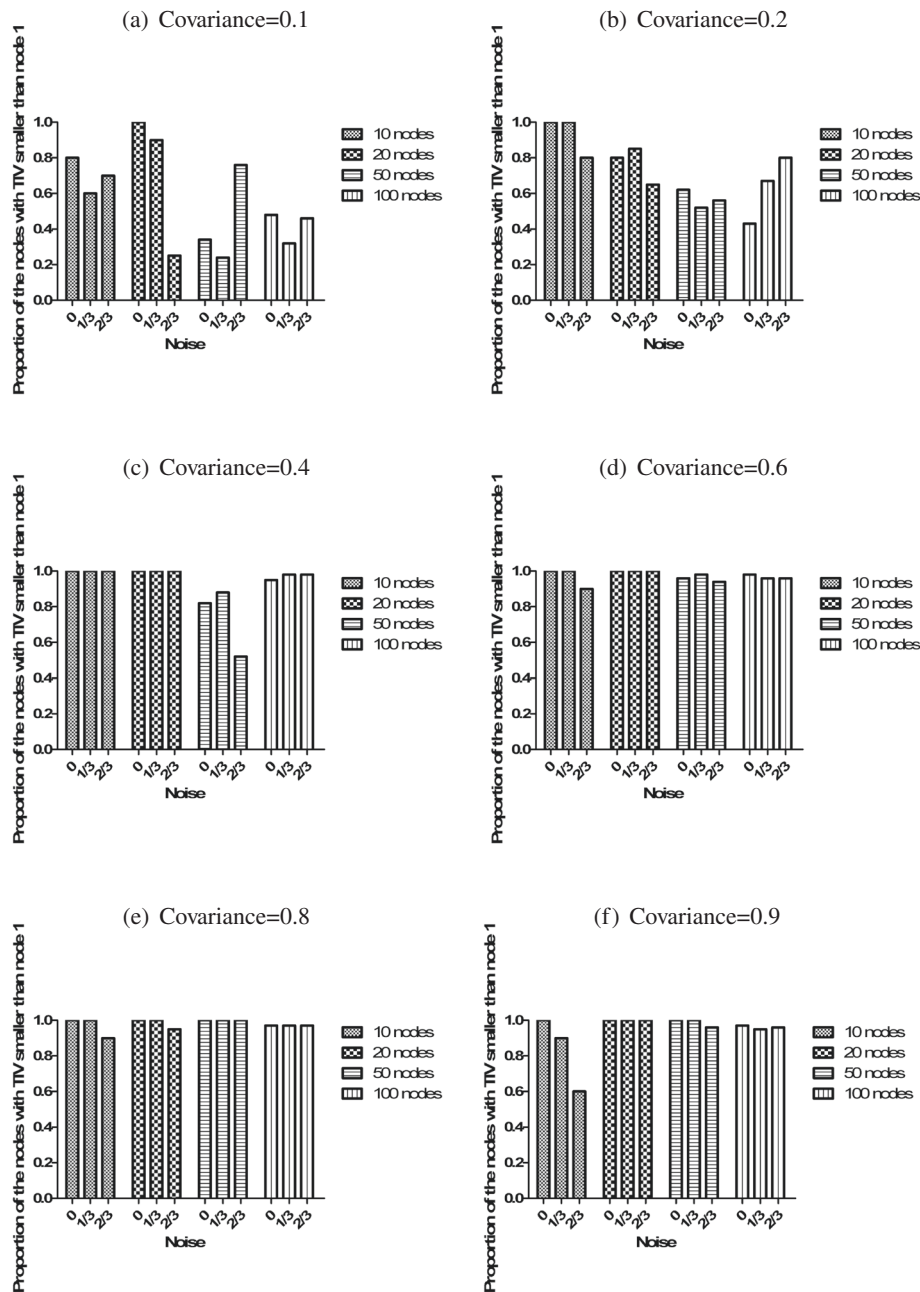 (a) Covariance=0.1
Proportion of the nodes with TIV smaller than node 1
1.0
0.8
0.6
0.4
0.2
0.0
0
1/3
2/3
0
1/3
2/3
0
1/3
2/3
0
1/3
2/3
Noise
10 nodes
20 nodes
50 nodes
100 nodes
(b) Covariance=0.2
Proportion of the nodes with TIV smaller than node 1
1.0
0.8
0.6
0.4
0.2
0.0
0
1/3
2/3
0
1/3
2/3
0
1/3
2/3
0
1/3
2/3
Noise
10 nodes
20 nodes
50 nodes
100 nodes
(c) Covariance=0.4
Proportion of the nodes with TIV smaller than node 1
1.0
0.8
0.6
0.4
0.2
0.0
0
1/3
2/3
0
1/3
2/3
0
1/3
2/3
0
1/3
2/3
Noise
10 nodes
20 nodes
50 nodes
100 nodes
(d) Covariance=0.6
Proportion of the nodes with TIV smaller than node 1
1.0
0.8
0.6
0.4
0.2
0.0
0
1/3
2/3
0
1/3
2/3
0
1/3
2/3
0
1/3
2/3
Noise
10 nodes
20 nodes
50 nodes
100 nodes
(e) Covariance=0.8
Proportion of the nodes with TIV smaller than node 1
1.0
0.8
0.6
0.4
0.2
0.0
0
1/3
2/3
0
1/3
2/3
0
1/3
2/3
0
1/3
2/3
Noise
10 nodes
20 nodes
50 nodes
100 nodes
(f) Covariance=0.9
Proportion of the nodes with TIV smaller than node 1
1.0
0.8
0.6
0.4
0.2
0.0
0
1/3
2/3
0
1/3
2/3
0
1/3
2/3
0
1/3
2/3
Noise
10 nodes
20 nodes
50 nodes
100 nodes